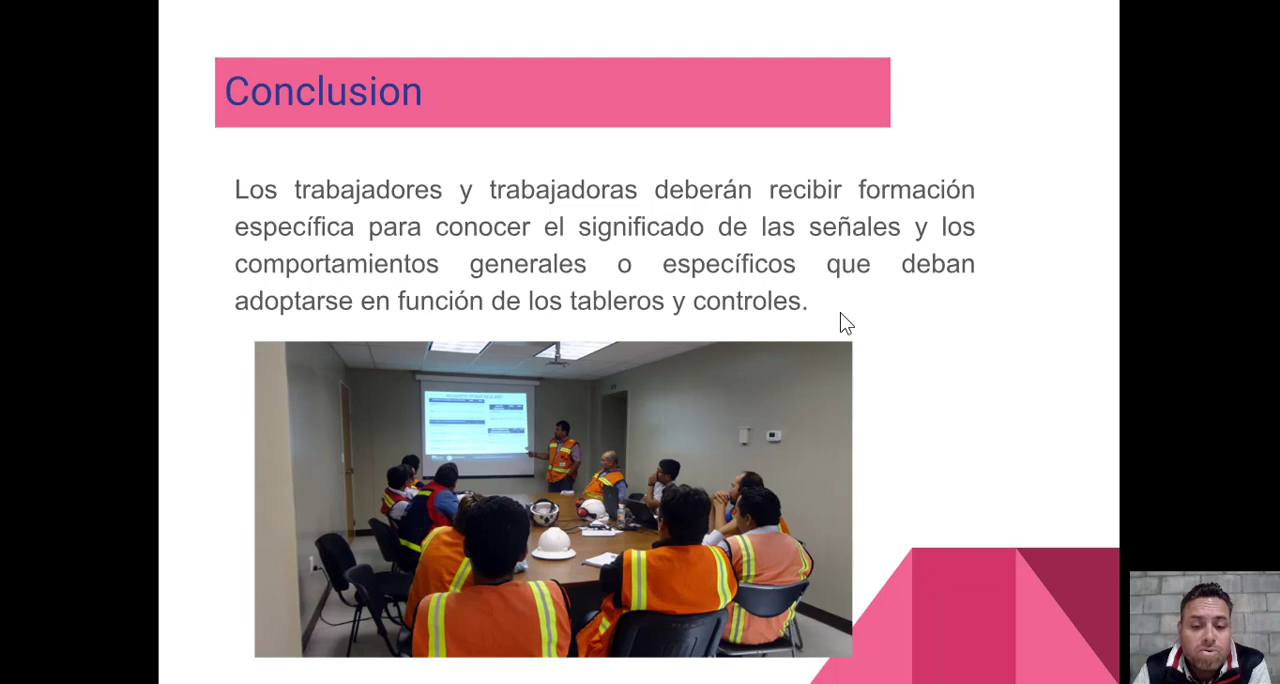 Conclusion
Los trabajadores y trabajadoras deberán recibir formación
específica para conocer el significado de las señales y los
comportamientos generales o específicos que deban
adoptarse en función de los tableros y controles.